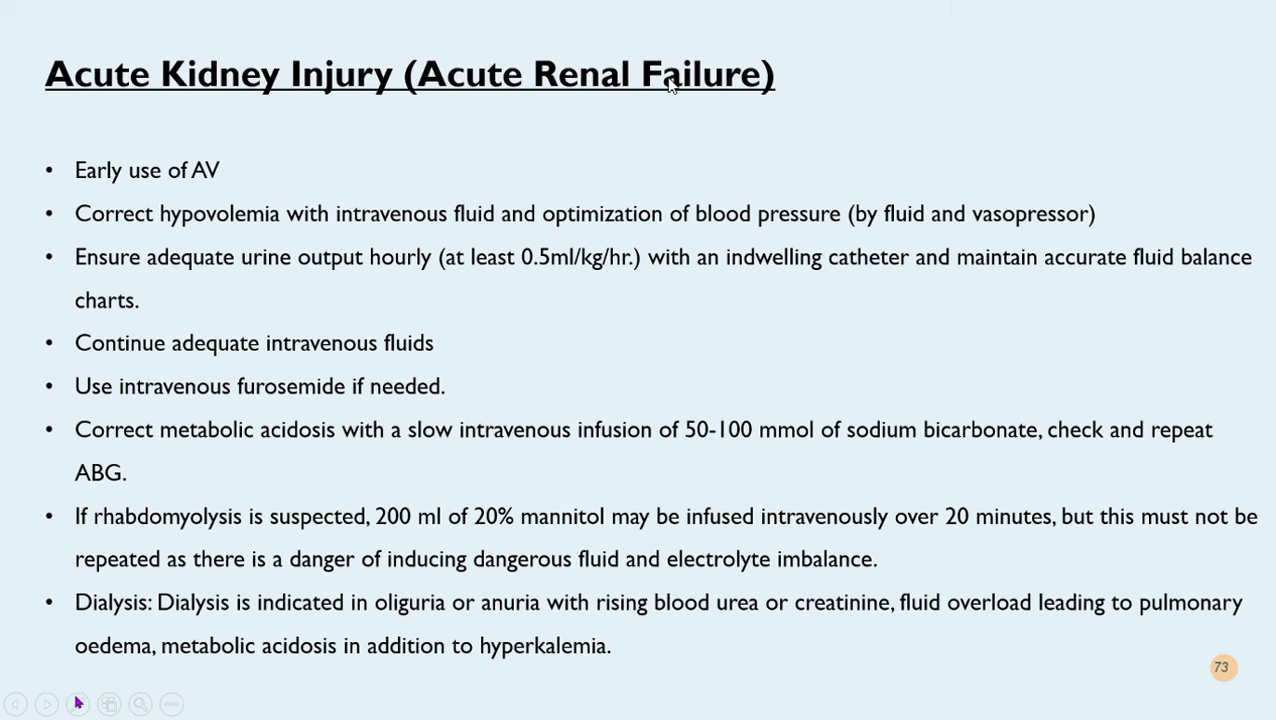 Acute Kidney Injury (Acute Renal Failure)
• Early use of AV
• Correct hypovolemia with intravenous fluid and optimization of blood pressure (by fluid and vasopressor)
• Ensure adequate urine output hourly (at least 0.5ml/kg/hr.) with an indwelling catheter and maintain accurate fluid balance
charts.
• Continue adequate intravenous fluids
• Use intravenous furosemide if needed.
• Correct metabolic acidosis with a slow intravenous infusion of 50-100 mmol of sodium bicarbonate, check and repeat
ABG.
• If rhabdomyolysis is suspected, 200 ml of 20% mannitol may be infused intravenously over 20 minutes, but this must not be
repeated as there is a danger of inducing dangerous fluid and electrolyte imbalance.
• Dialysis: Dialysis is indicated in oliguria or anuria with rising blood urea or creatinine, fluid overload leading to pulmonary
oedema, metabolic acidosis in addition to hyperkalemia.
73